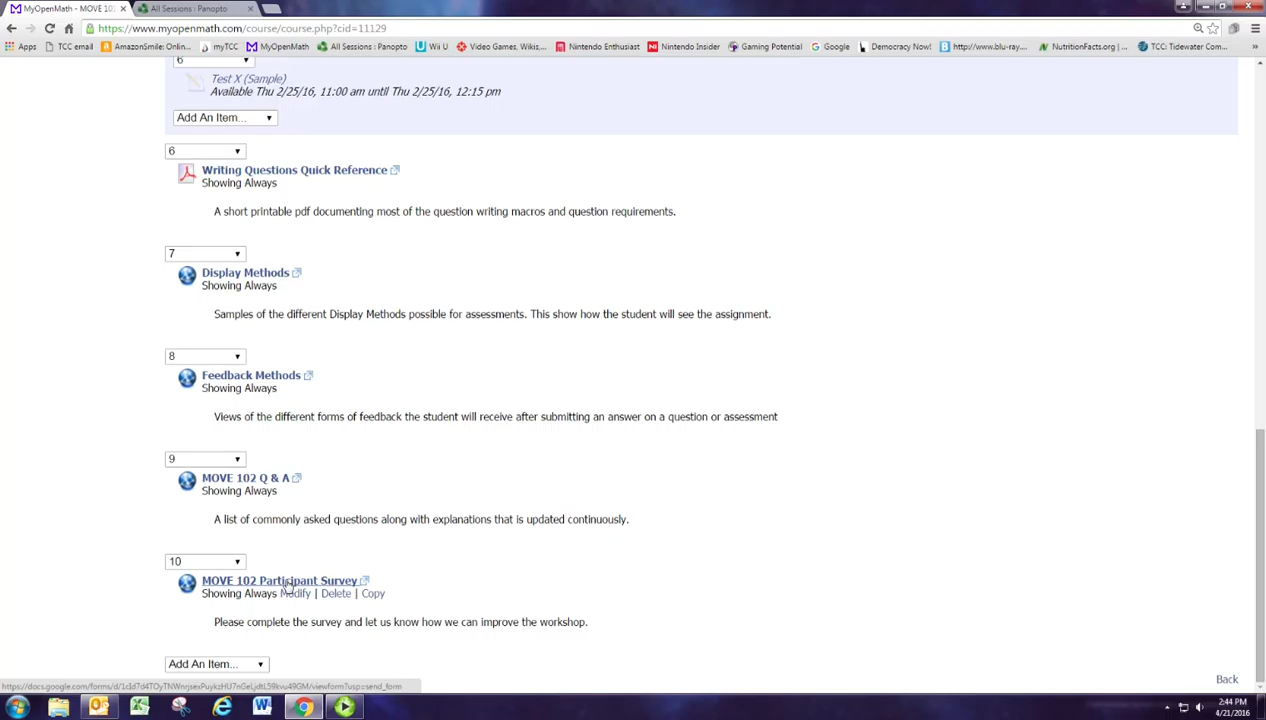 MyOpenMath - MOVE 10 × All Sessions : Panopto ×
https://www.myopenmath.com/course/course.php?cid=11129
Apps TCC email AmazonSmile: Onlin... myTCC MyOpenMath All Sessions : Panopto Wii U Video Games, Wikis,... Nintendo Enthusiast Nintendo Insider Gaming Potential Google Democracy Now! http://www.blu-ray... NutritionFacts.org |... TCC: Tidewater Com... »
6
Test X (Sample)
Available Thu 2/25/16, 11:00 am until Thu 2/25/16, 12:15 pm
Add An Item...
6
Writing Questions Quick Reference
Showing Always
A short printable pdf documenting most of the question writing macros and question requirements.
7
Display Methods
Showing Always
Samples of the different Display Methods possible for assessments. This show how the student will see the assignment.
8
Feedback Methods
Showing Always
Views of the different forms of feedback the student will receive after submitting an answer on a question or assessment
9
MOVE 102 Q & A
Showing Always
A list of commonly asked questions along with explanations that is updated continuously.
10
MOVE 102 Participant Survey
Showing Always Modify | Delete | Copy
Please complete the survey and let us know how we can improve the workshop.
Add An Item...
Back
2:44 PM
4/21/2016